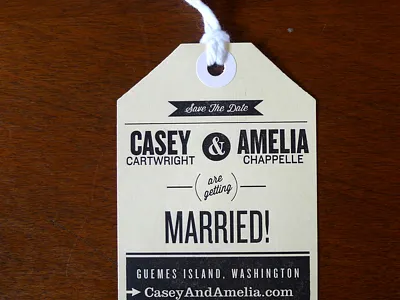 Save The Date
CASEY & AMELIA
CARTWRIGHT CHAPPELLE
(are
getting)
MARRIED!
GUEMES ISLAND, WASHINGTON
CaseyAndAmelia.com